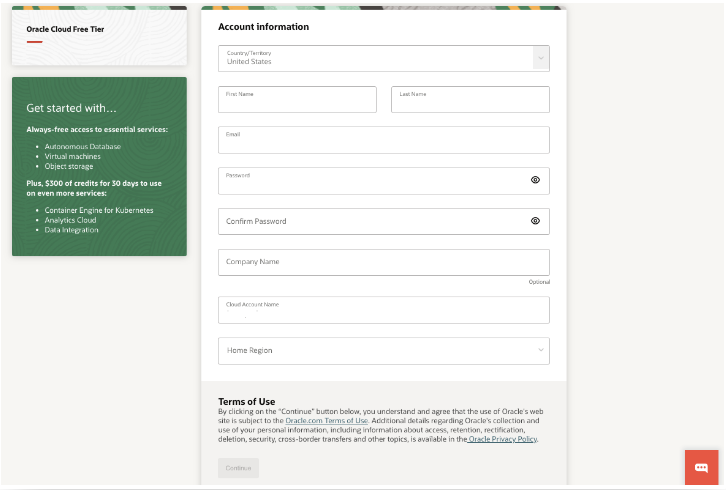 Oracle Cloud Free Tier
Get started with...
Always-free access to essential services:
• Autonomous Database
• Virtual machines
• Object storage
Plus, $300 of credits for 30 days to use
on even more services:
• Container Engine for Kubernetes
• Analytics Cloud
• Data Integration
Account information
Country/Territory
United States
First Name
Last Name
Email
Password
Confirm Password
Company Name
Optional
Cloud Account Name
Home Region
Terms of Use
By clicking on the "Continue" button below, you understand and agree that the use of Oracle's web
site is subject to the Oracle.com Terms of Use. Additional details regarding Oracle's collection and
use of your personal information, including information about access, retention, rectification,
deletion, security, cross-border transfers and other topics, is available in the Oracle Privacy Policy.
Continue